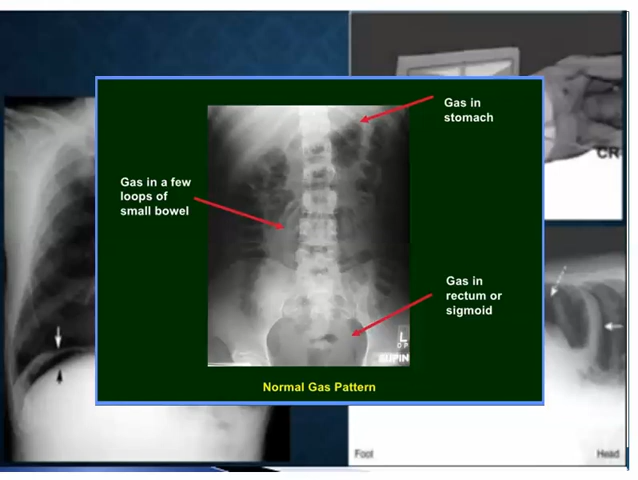 Gas in
stomach
CR
Gas in a few
loops of
small bowel
Gas in
rectum or
sigmoid
L
SUPIN
Normal Gas Pattern
Foot
Head